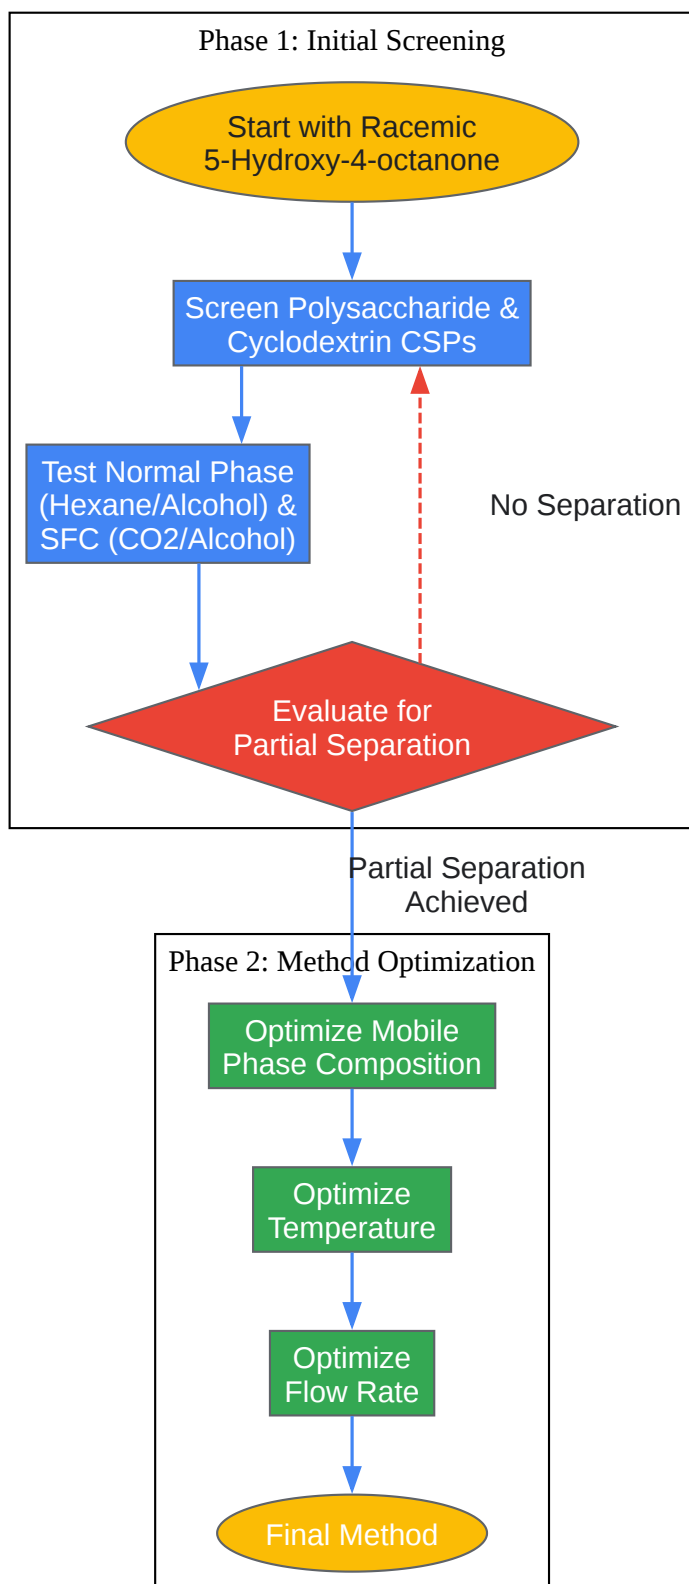 Phase 1: Initial Screening
Start with Racemic
5-Hydroxy-4-octanone
Screen Polysaccharide &
Cyclodextrin CSPs
Test Normal Phase
(Hexane/Alcohol) &
SFC (CO2/Alcohol)
No Separation
Evaluate for
Partial Separation
Partial Separation
Achieved
Phase 2: Method Optimization
Optimize Mobile
Phase Composition
Optimize
Temperature
Optimize
Flow Rate
Final Method